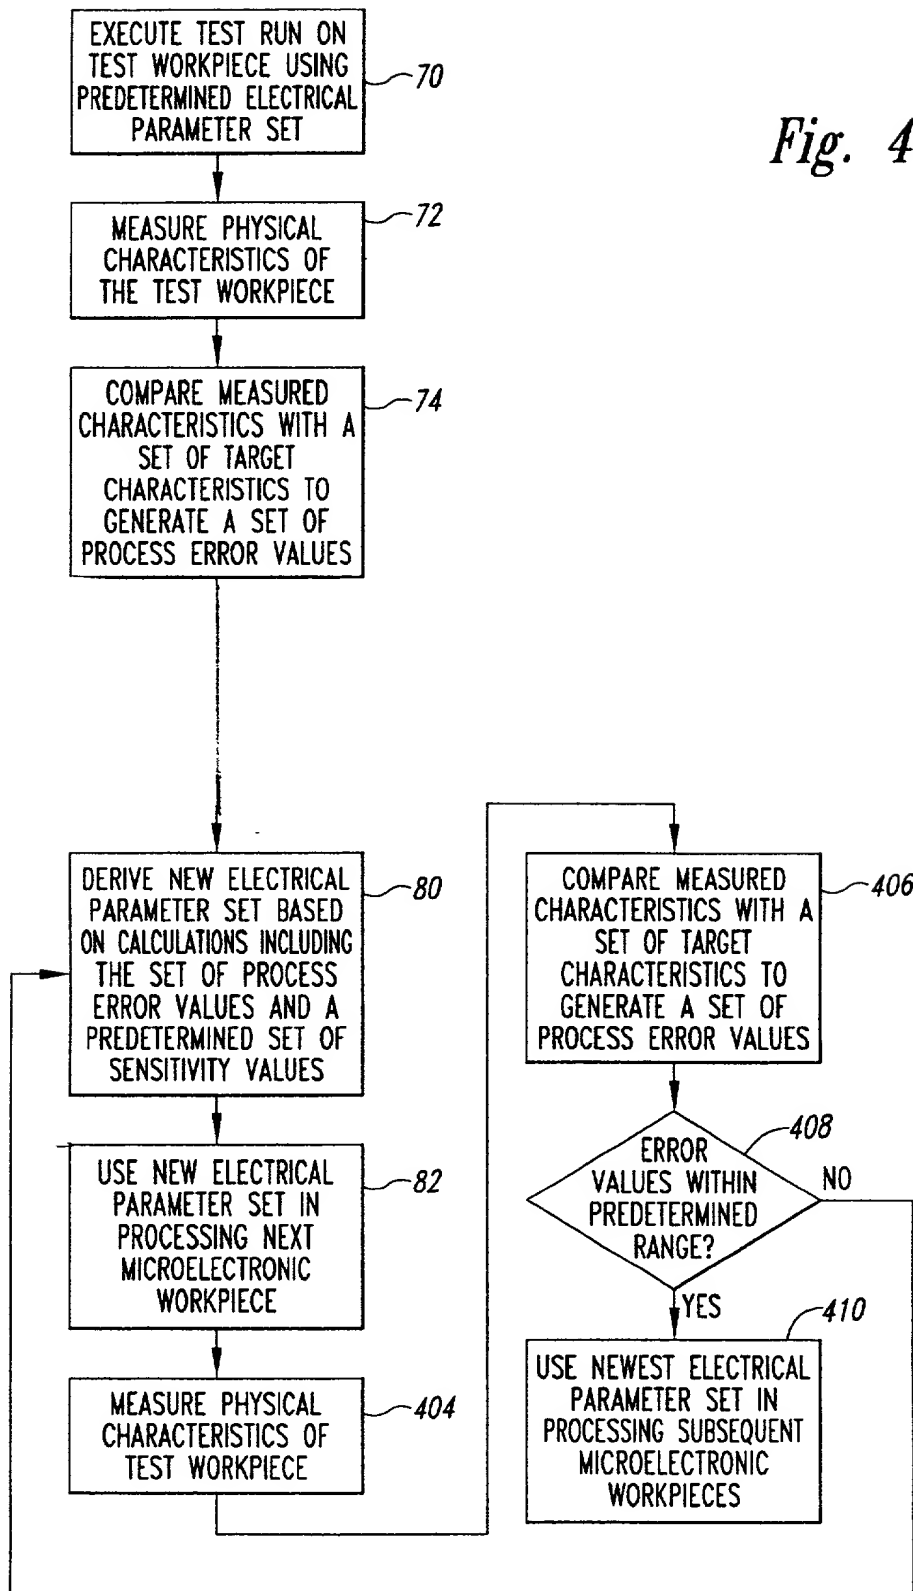 EXECUTE TEST RUN ON
TEST WORKPIECE USING
PREDETERMINED ELECTRICAL
PARAMETER SET
70
Fig. 4
MEASURE PHYSICAL
CHARACTERISTICS OF
THE TEST WORKPIECE
72
COMPARE MEASURED
CHARACTERISTICS WITH A
SET OF TARGET
CHARACTERISTICS TO
GENERATE A SET OF
PROCESS ERROR VALUES
74
DERIVE NEW ELECTRICAL
PARAMETER SET BASED
ON CALCULATIONS INCLUDING
THE SET OF PROCESS
ERROR VALUES AND A
PREDETERMINED SET OF
SENSITIVITY VALUES
80
USE NEW ELECTRICAL
PARAMETER SET IN
PROCESSING NEXT
MICROELECTRONIC
WORKPIECE
82
MEASURE PHYSICAL
CHARACTERISTICS OF
TEST WORKPIECE
404
COMPARE MEASURED
CHARACTERISTICS WITH A
SET OF TARGET
CHARACTERISTICS TO
GENERATE A SET OF
PROCESS ERROR VALUES
406
ERROR
VALUES WITHIN
PREDETERMINED
RANGE?
408
NO
YES
USE NEWEST ELECTRICAL
PARAMETER SET IN
PROCESSING SUBSEQUENT
MICROELECTRONIC
WORKPIECES
410